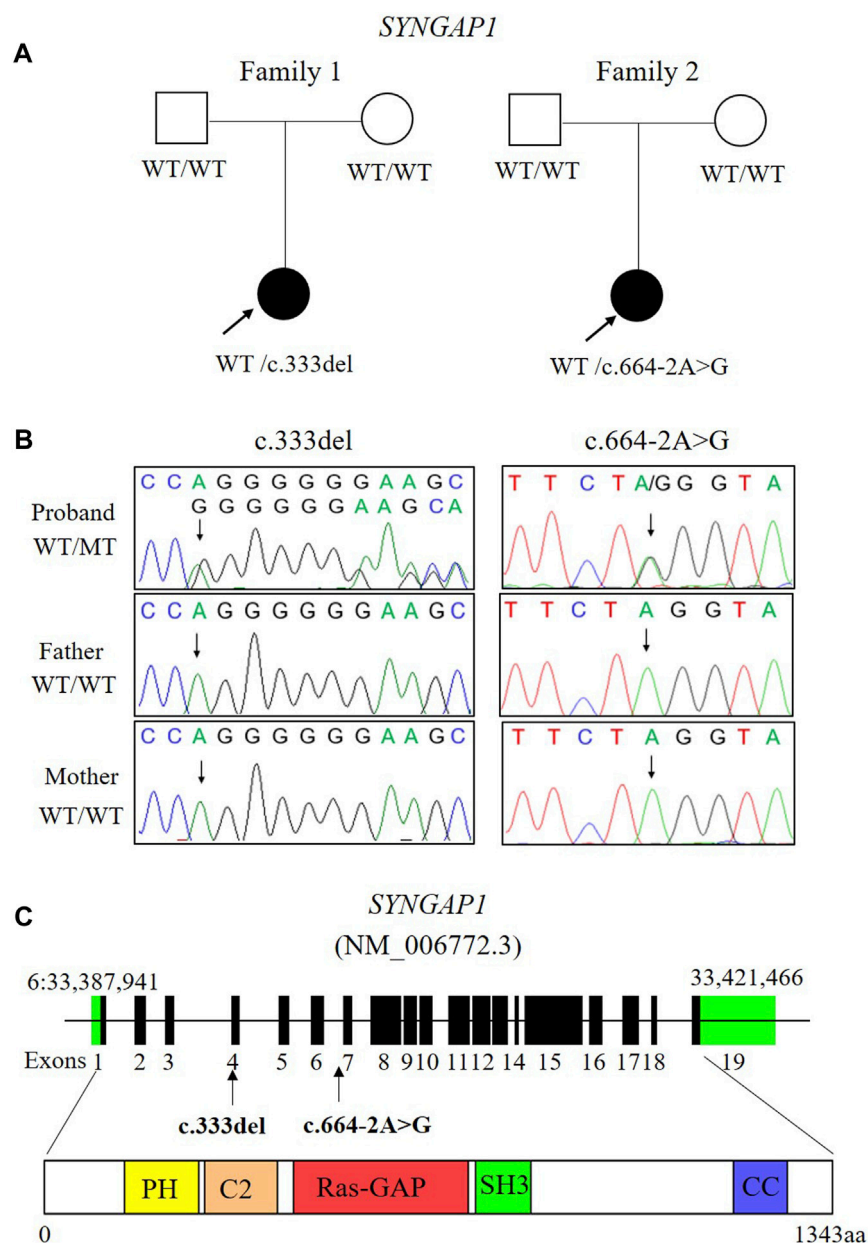 SYNGAP1
A
Family 1
Family 2
WT/WT
WT/WT
WT/WT
WT/WT
WT /c.333del
WT /c.664-2A>G
B
c.333del
c.664-2A>G
Proband
WT/MT
C C A G G G G G G A A G C
G G G G G G A A G C A
T T C T A/G G G T A
Father
WT/WT
C C A G G G G G G A A G C
T T C T A G G T A
Mother
WT/WT
C C A G G G G G G A A G C
T T C T A G G T A
C
SYNGAP1
(NM_006772.3)
6:33,387,941
33,421,466
Exons 1 2 3 4 5 6 7 8 9 10 11 12 14 15 16 17 18 19
c.333del
c.664-2A>G
PH C2 Ras-GAP SH3 CC
0
1343aa